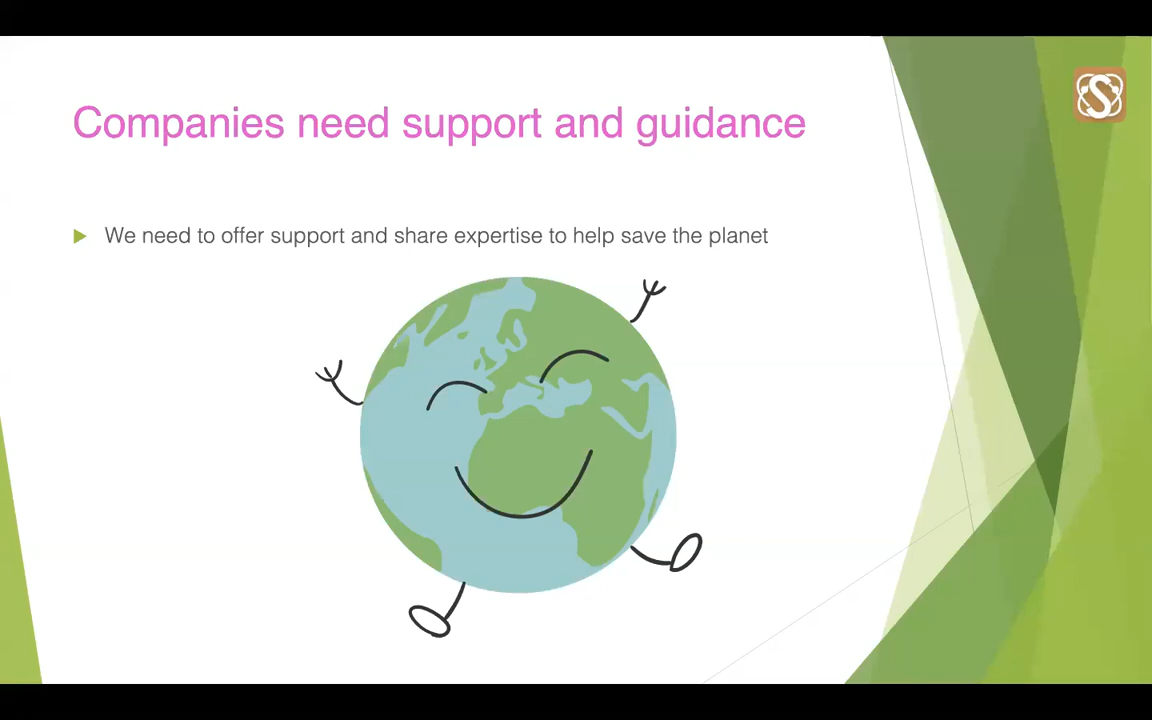 Companies need support and guidance
We need to offer support and share expertise to help save the planet
S